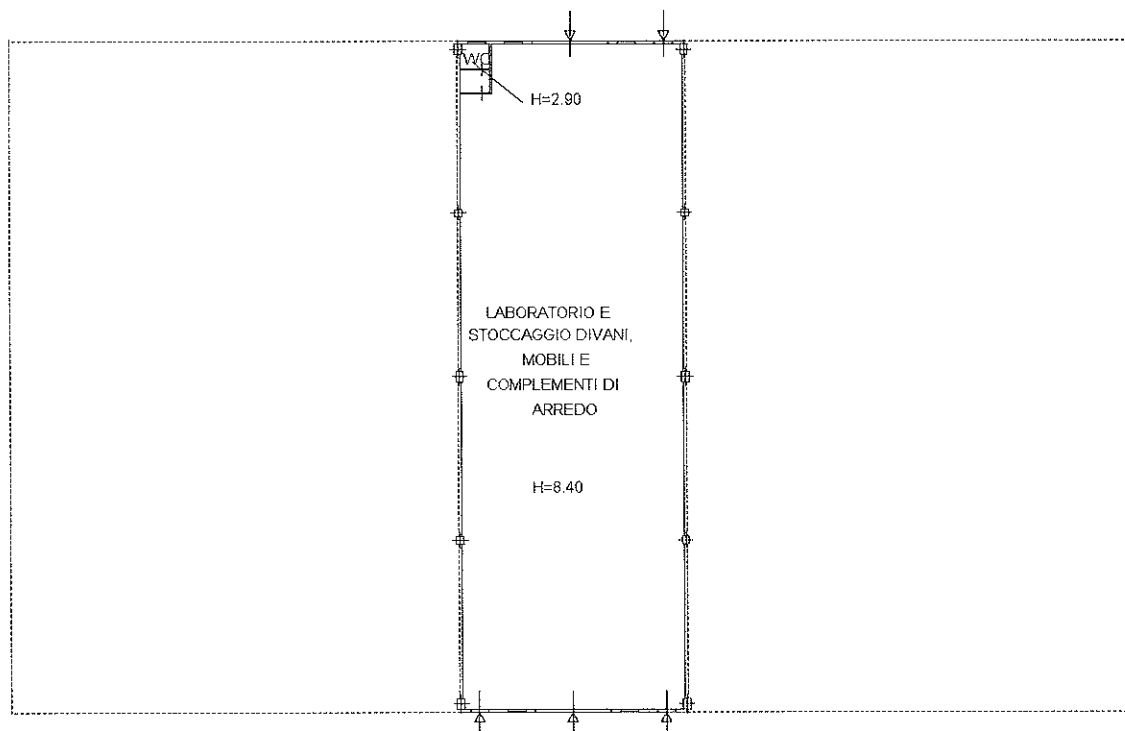 WC
H=2.90
LABORATORIO E
STOCCAGGIO DIVANI,
MOBILI E
COMPLEMENTI DI
ARREDO
H=8.40